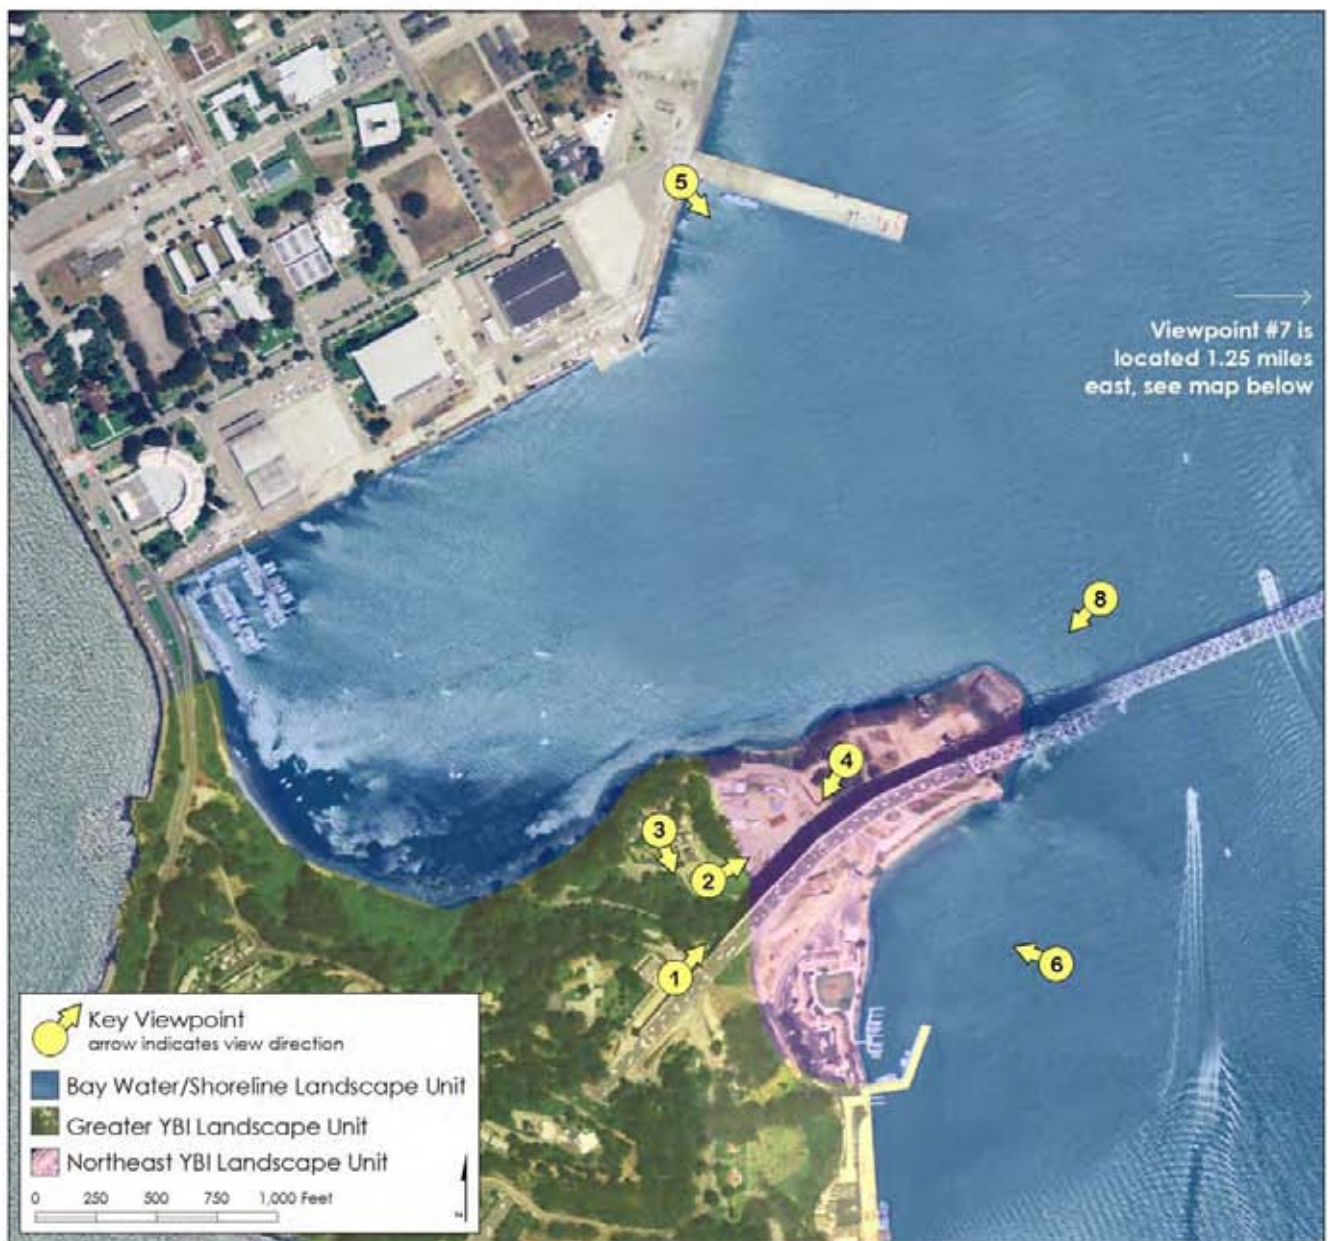 5
Viewpoint #7 is
located 1.25 miles
east, see map below
8
4
3
2
1
6
Key Viewpoint
arrow indicates view direction
Bay Water/Shoreline Landscape Unit
Greater YBI Landscape Unit
Northeast YBI Landscape Unit
0 250 500 750 1,000 Feet